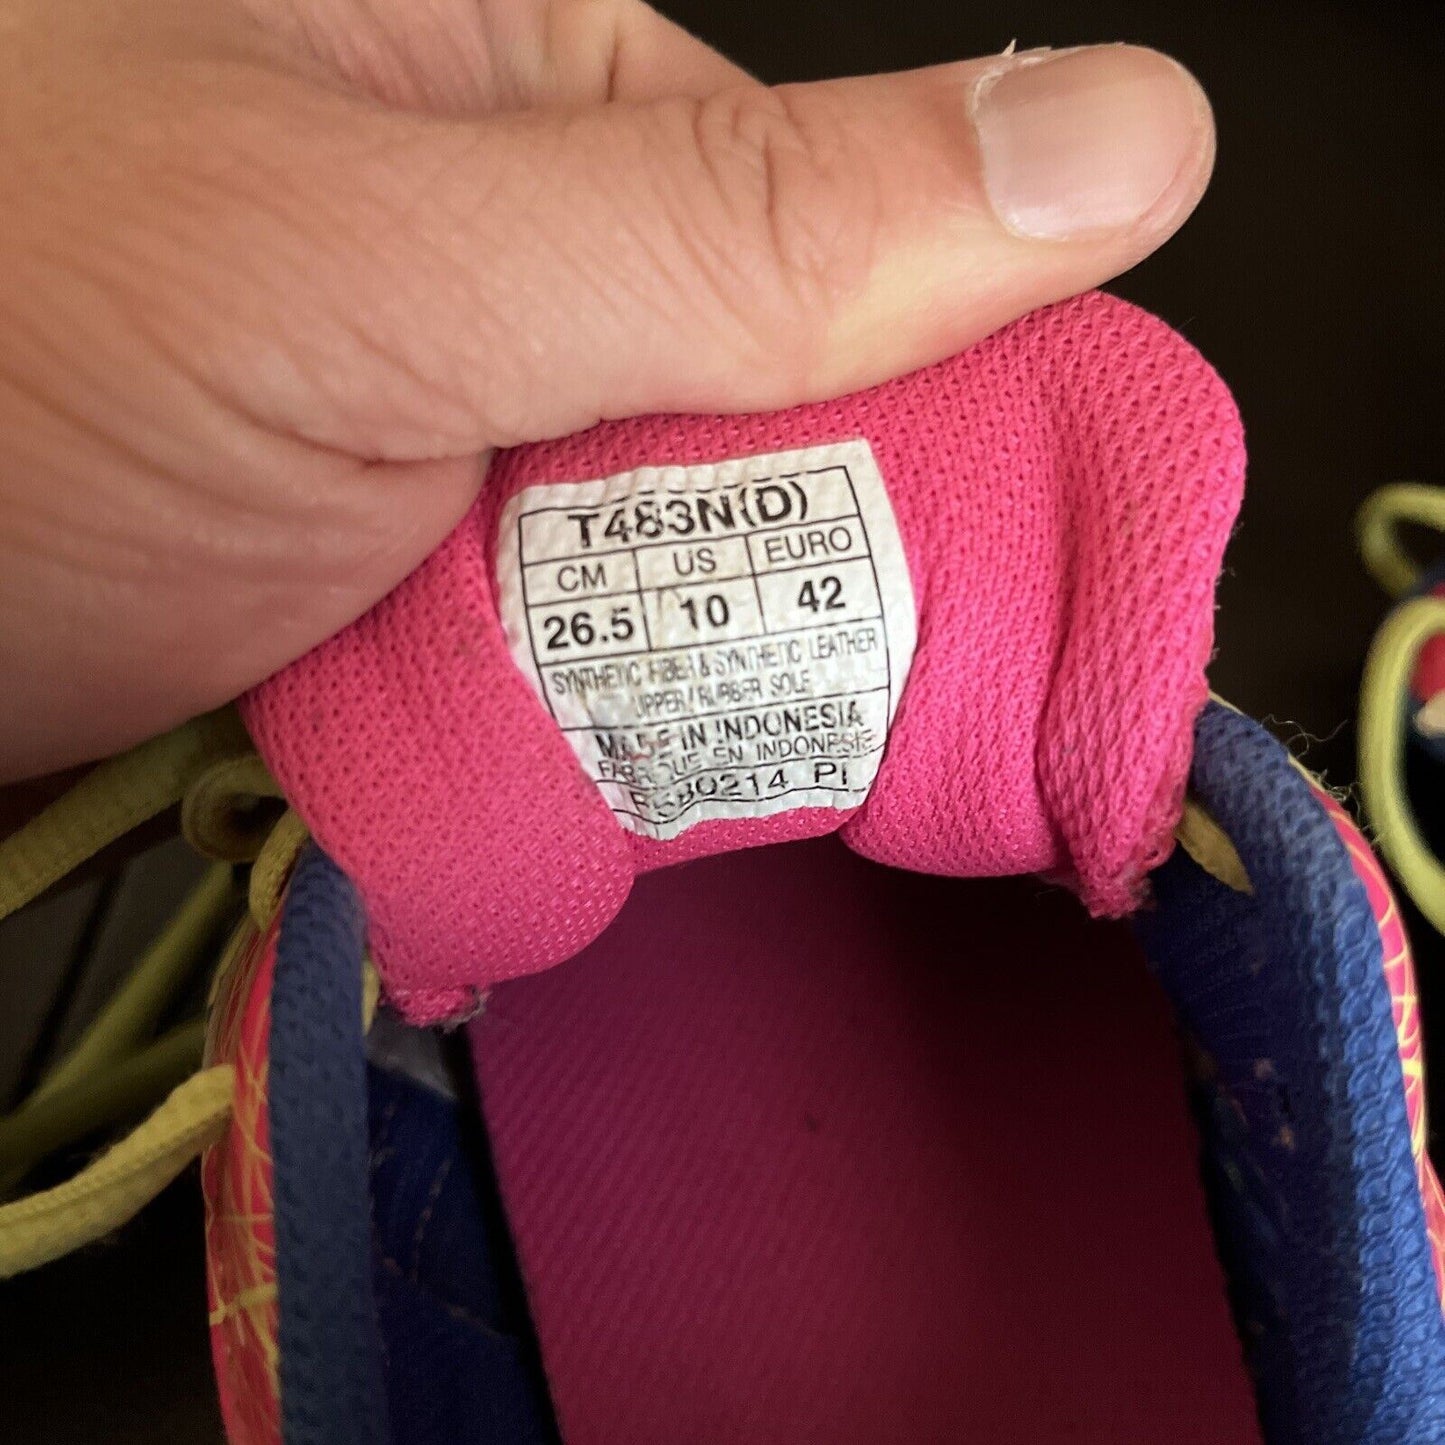 T483N(D)
CM US EURO
26.5 10 42
SYNTHETIC FIBER & SYNTHETIC LEATHER
UPPER / RUBBER SOLE
MADE IN INDONESIA
FABRIQUE EN INDONESIE
PI